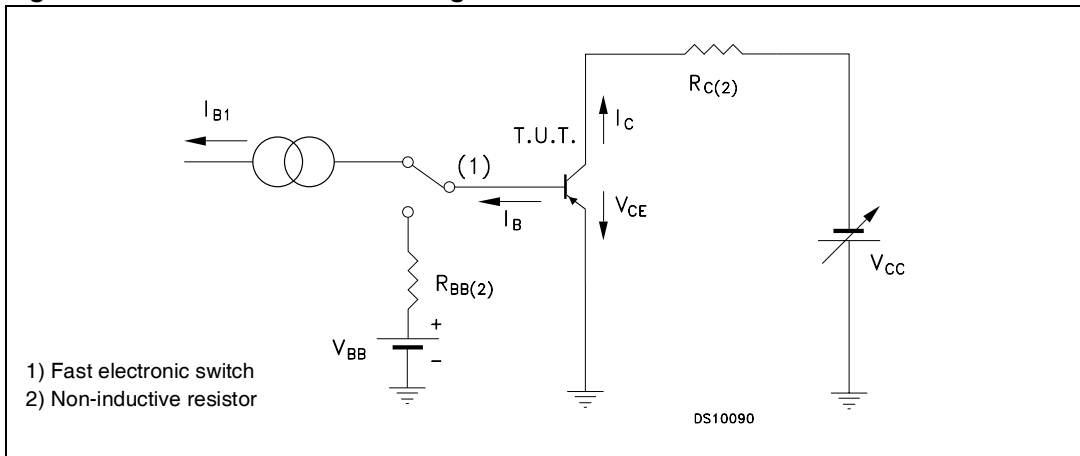 I_B1
R_C(2)
I_C
T.U.T.
(1)
I_B
V_CE
R_BB(2)
V_CC
+
V_BB
-
1) Fast electronic switch
2) Non-inductive resistor
DS10090